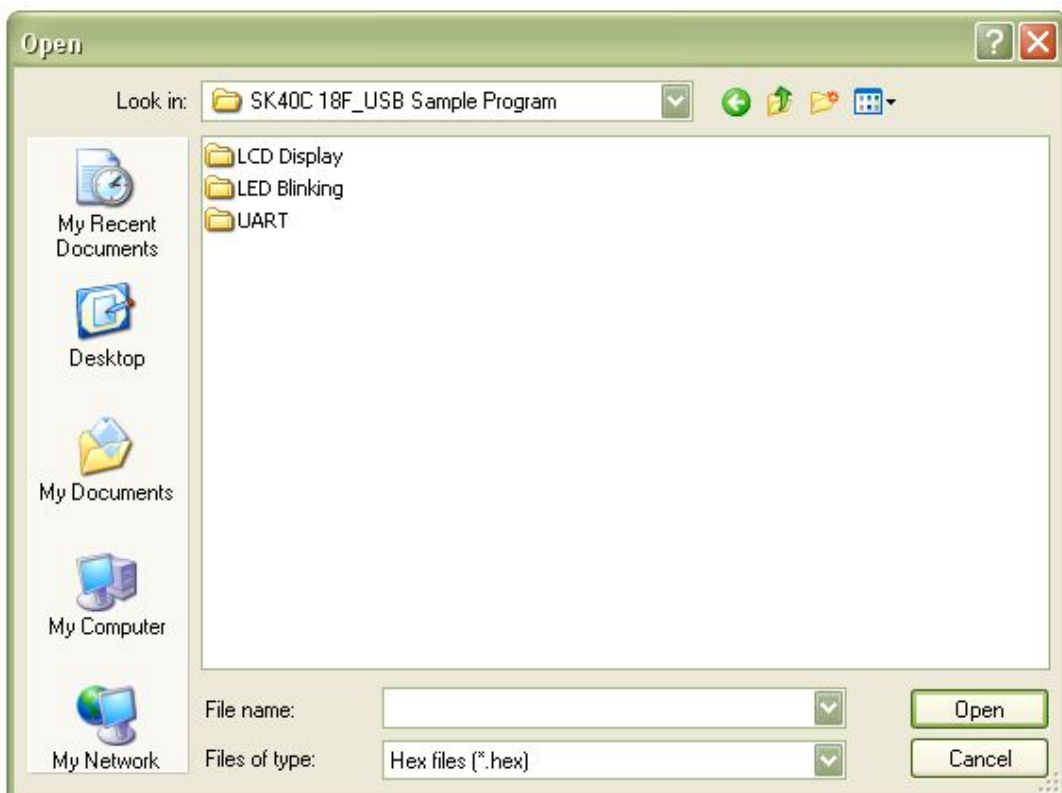 Open
Look in: SK40C 18F_USB Sample Program
LCD Display
LED Blinking
UART
My Recent
Documents
Desktop
My Documents
My Computer
My Network
File name:
Open
Files of type: Hex files (*.hex)
Cancel